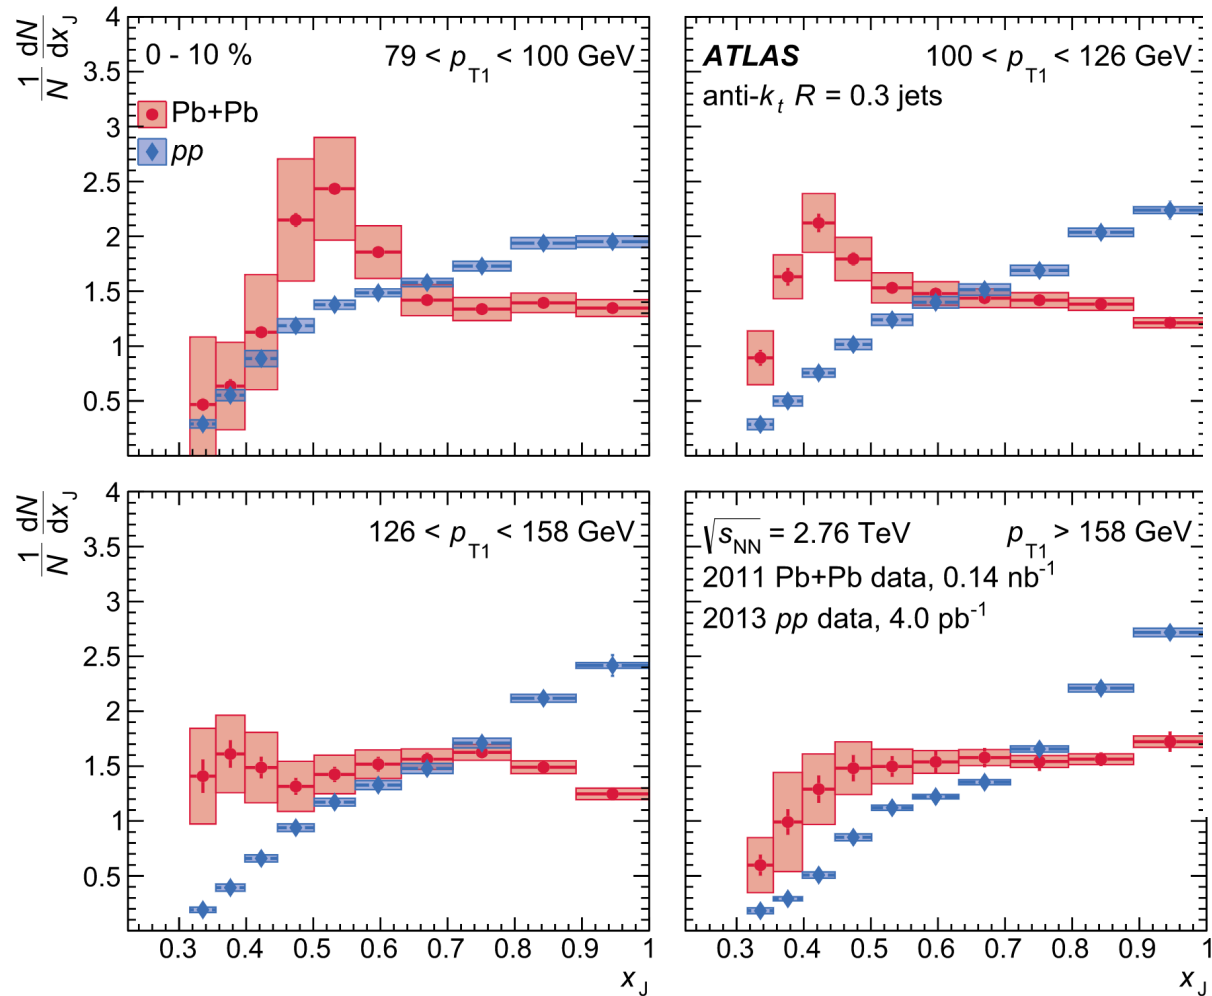 1/N dN/dx_J
4
3.5
3
2.5
2
1.5
1
0.5
0 - 10 %
79 < p_T1 < 100 GeV
Pb+Pb
pp
ATLAS
100 < p_T1 < 126 GeV
anti-k_t R = 0.3 jets
1/N dN/dx_J
4
3.5
3
2.5
2
1.5
1
0.5
126 < p_T1 < 158 GeV
√s_NN = 2.76 TeV
p_T1 > 158 GeV
2011 Pb+Pb data, 0.14 nb⁻¹
2013 pp data, 4.0 pb⁻¹
0.3 0.4 0.5 0.6 0.7 0.8 0.9 1
x_J
0.3 0.4 0.5 0.6 0.7 0.8 0.9 1
x_J